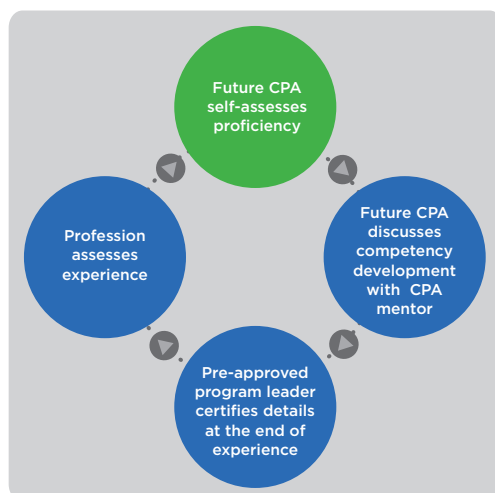 Future CPA
self-assesses
proficiency
Future CPA
discusses
competency
development
with CPA
mentor
Pre-approved
program leader
certifies details
at the end of
experience
Profession
assesses
experience